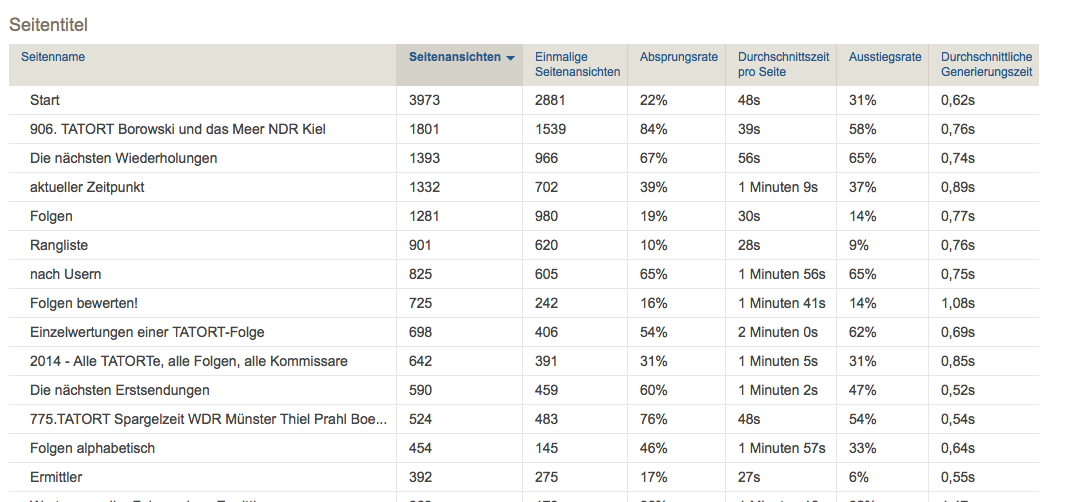 Seitentitel
Seitenname Seitenansichten Einmalige Seitenansichten Absprungrate Durchschnittszeit pro Seite Ausstiegsrate Durchschnittliche Generierungszeit
Start 3973 2881 22% 48s 31% 0,62s
906. TATORT Borowski und das Meer NDR Kiel 1801 1539 84% 39s 58% 0,76s
Die nächsten Wiederholungen 1393 966 67% 56s 65% 0,74s
aktueller Zeitpunkt 1332 702 39% 1 Minuten 9s 37% 0,89s
Folgen 1281 980 19% 30s 14% 0,77s
Rangliste 901 620 10% 28s 9% 0,76s
nach Usern 825 605 65% 1 Minuten 56s 65% 0,75s
Folgen bewerten! 725 242 16% 1 Minuten 41s 14% 1,08s
Einzelwertungen einer TATORT-Folge 698 406 54% 2 Minuten 0s 62% 0,69s
2014 - Alle TATORTe, alle Folgen, alle Kommissare 642 391 31% 1 Minuten 5s 31% 0,85s
Die nächsten Erstsendungen 590 459 60% 1 Minuten 2s 47% 0,52s
775.TATORT Spargelzeit WDR Münster Thiel Prahl Boe... 524 483 76% 48s 54% 0,54s
Folgen alphabetisch 454 145 46% 1 Minuten 57s 33% 0,64s
Ermittler 392 275 17% 27s 6% 0,55s